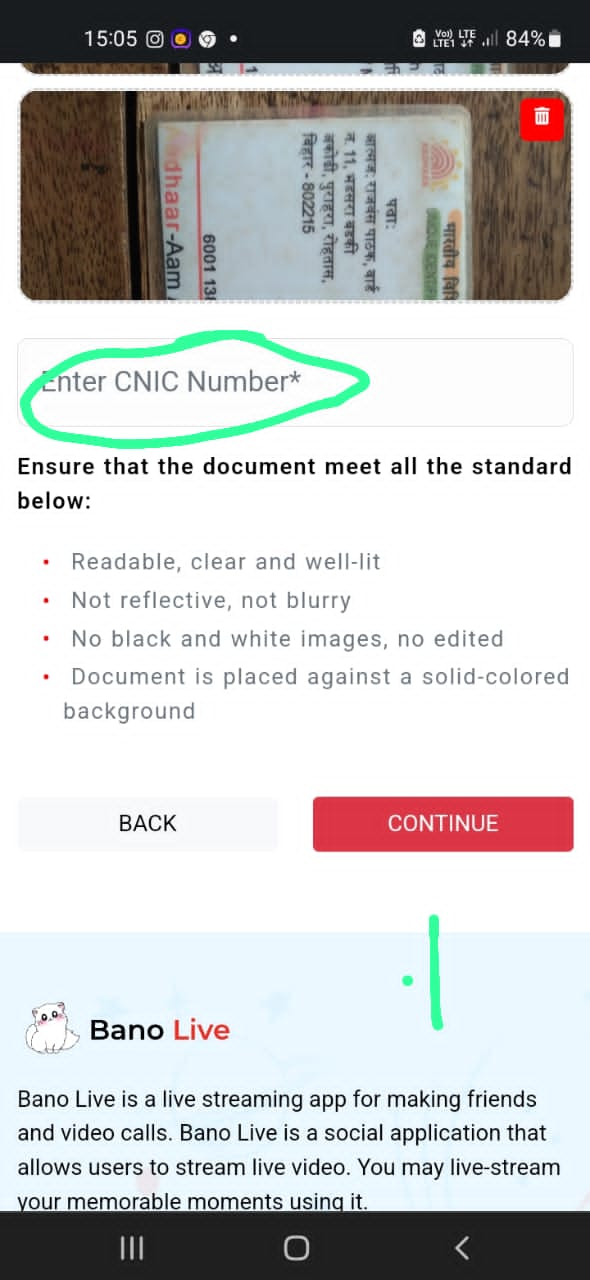 15:05
Vo) LTE
LTE1
84%
पता:
आत्मज: राजबंस पाठक, वार्ड
न. 11, महसरा बडकी
अकोढी, पुराहरा, रोहतास,
बिहार - 802215
6001 13
dhaar-Aam
Enter CNIC Number*
Ensure that the document meet all the standard
below:
• Readable, clear and well-lit
• Not reflective, not blurry
• No black and white images, no edited
• Document is placed against a solid-colored
background
BACK
CONTINUE
Bano Live
Bano Live is a live streaming app for making friends
and video calls. Bano Live is a social application that
allows users to stream live video. You may live-stream
your memorable moments using it.